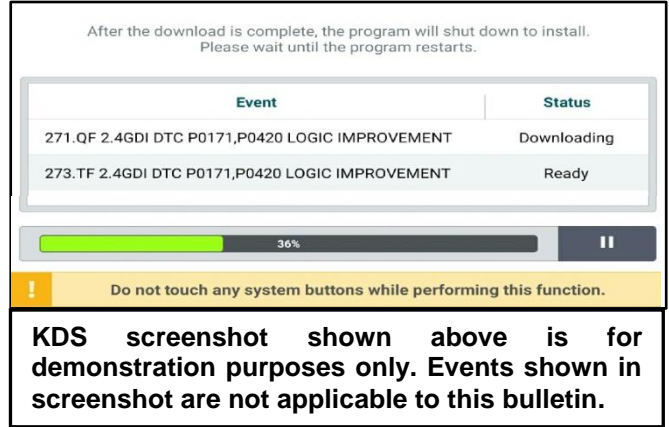 After the download is complete, the program will shut down to install.
Please wait until the program restarts.
Event Status
271.QF 2.4GDI DTC P0171,P0420 LOGIC IMPROVEMENT Downloading
273.TF 2.4GDI DTC P0171,P0420 LOGIC IMPROVEMENT Ready
36%
! Do not touch any system buttons while performing this function.
KDS screenshot shown above is for
demonstration purposes only. Events shown in
screenshot are not applicable to this bulletin.